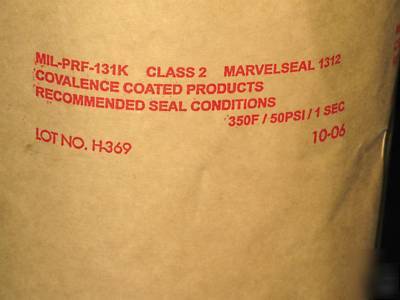 MIL-PRF-131K CLASS 2 MARVELSEAL 1312
COVALENCE COATED PRODUCTS
RECOMMENDED SEAL CONDITIONS
350F / 50PSI / 1 SEC
LOT NO. H-369 10-06